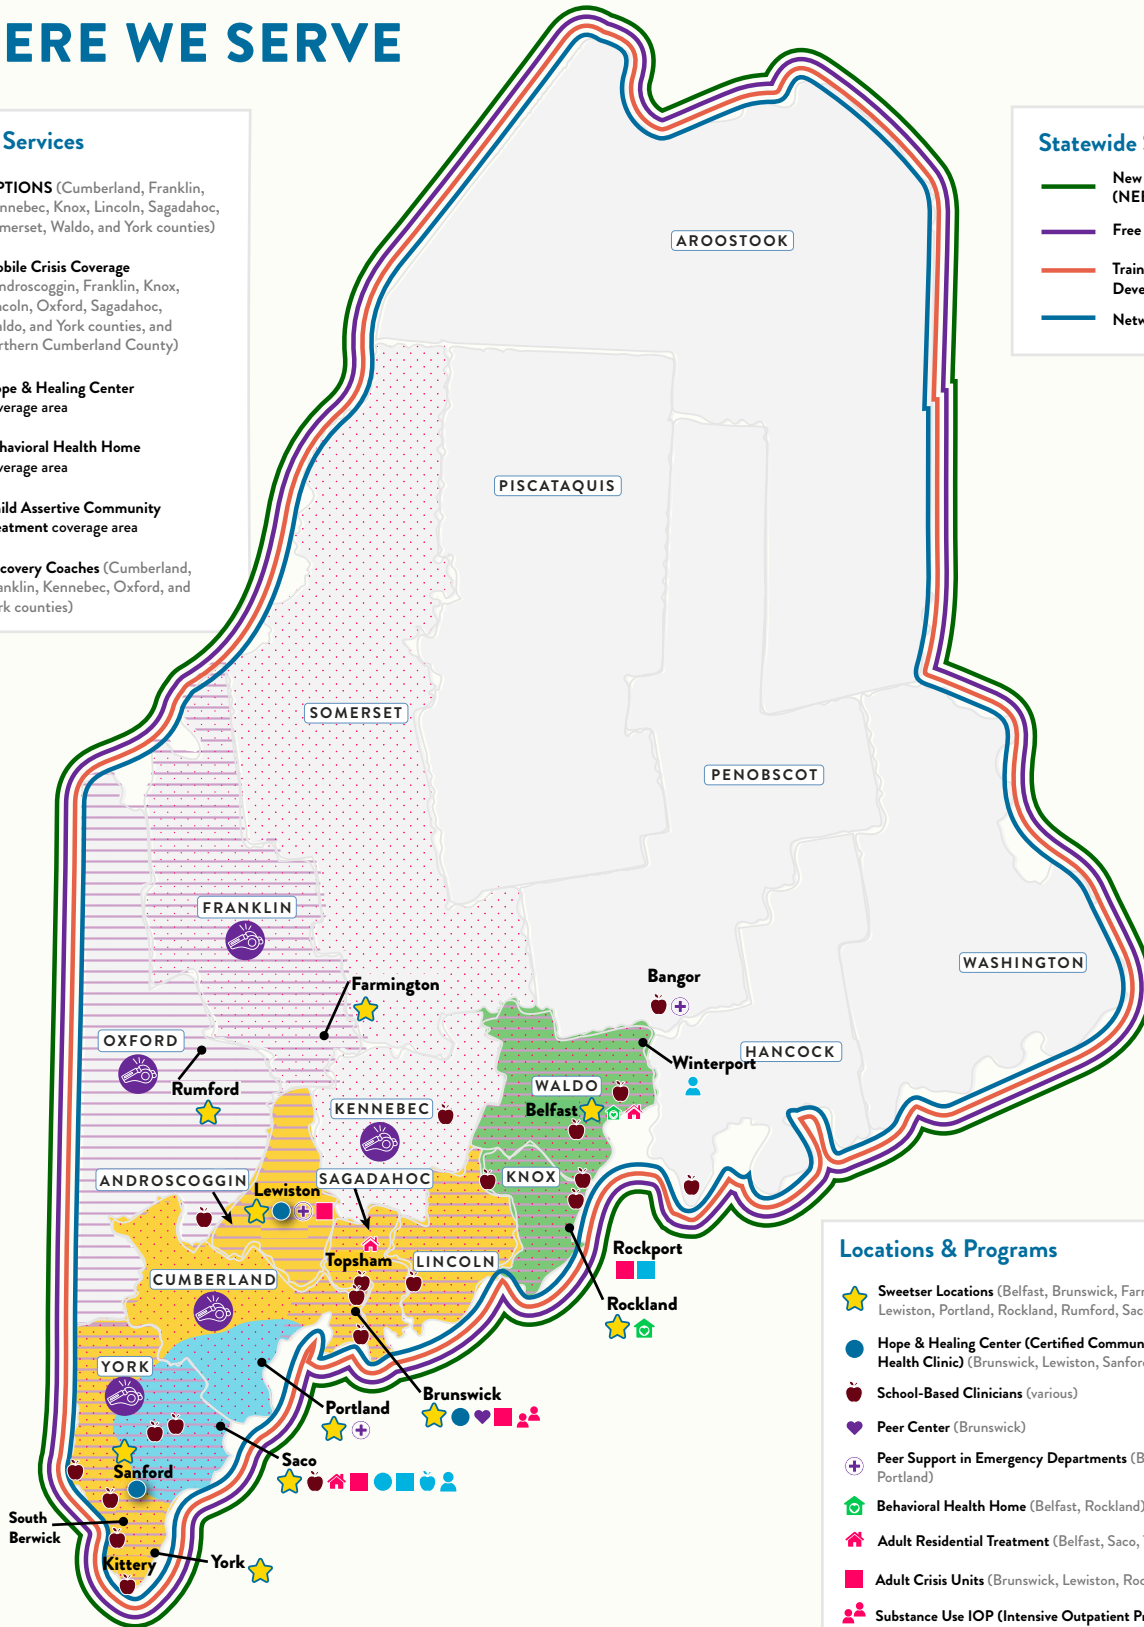 ERE WE SERVE
Services
PTIONS (Cumberland, Franklin,
nnebec, Knox, Lincoln, Sagadahoc,
merset, Waldo, and York counties)
obile Crisis Coverage
ndroscoggin, Franklin, Knox,
ncoln, Oxford, Sagadahoc,
aldo, and York counties, and
rthern Cumberland County)
ope & Healing Center
verage area
havioral Health Home
verage area
ild Assertive Community
eatment coverage area
covery Coaches (Cumberland,
anklin, Kennebec, Oxford, and
rk counties)
Statewide
New
(NEI
Free
Train
Deve
Netw
AROOSTOOK
PISCATAQUIS
SOMERSET
PENOBSCOT
FRANKLIN
WASHINGTON
Farmington
Bangor
OXFORD
Winterport
HANCOCK
Rumford
WALDO
KENNEBEC
Belfast
ANDROSCOGGIN
Lewiston
SAGADAHOC
KNOX
Topsham
LINCOLN
Rockport
CUMBERLAND
Rockland
YORK
Brunswick
Portland
Saco
Sanford
South
Berwick
Kittery
York
Locations & Programs
Sweetser Locations (Belfast, Brunswick, Farm
Lewiston, Portland, Rockland, Rumford, Sac
Hope & Healing Center (Certified Commun
Health Clinic) (Brunswick, Lewiston, Sanford
School-Based Clinicians (various)
Peer Center (Brunswick)
Peer Support in Emergency Departments (B
Portland)
Behavioral Health Home (Belfast, Rockland)
Adult Residential Treatment (Belfast, Saco,
Adult Crisis Units (Brunswick, Lewiston, Roc
Substance Use IOP (Intensive Outpatient Pr